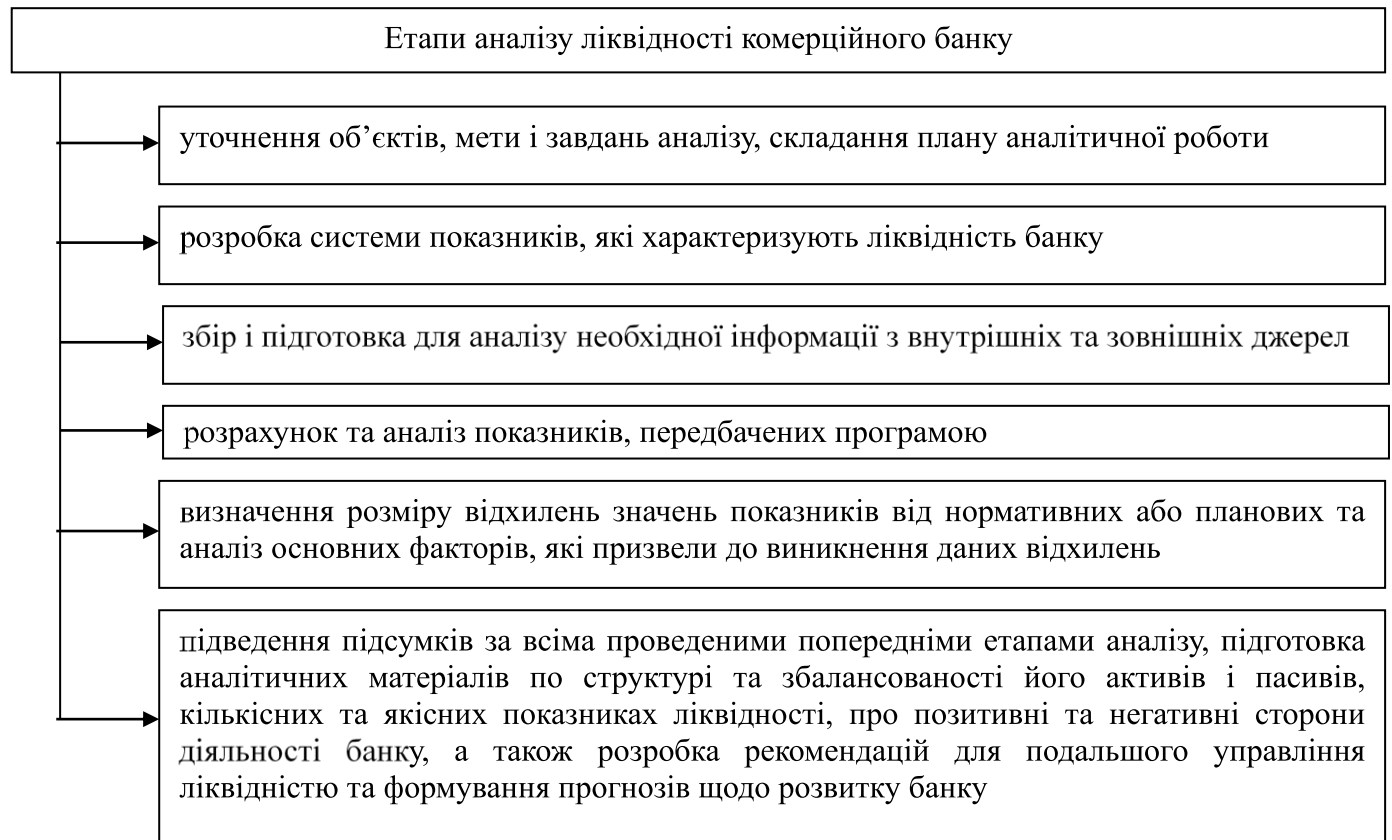 Етапи аналізу ліквідності комерційного банку
уточнення об’єктів, мети і завдань аналізу, складання плану аналітичної роботи
розробка системи показників, які характеризують ліквідність банку
збір і підготовка для аналізу необхідної інформації з внутрішніх та зовнішніх джерел
розрахунок та аналіз показників, передбачених програмою
визначення розміру відхилень значень показників від нормативних або планових та
аналіз основних факторів, які призвели до виникнення даних відхилень
підведення підсумків за всіма проведеними попередніми етапами аналізу, підготовка
аналітичних матеріалів по структурі та збалансованості його активів і пасивів,
кількісних та якісних показниках ліквідності, про позитивні та негативні сторони
діяльності банку, а також розробка рекомендацій для подальшого управління
ліквідністю та формування прогнозів щодо розвитку банку